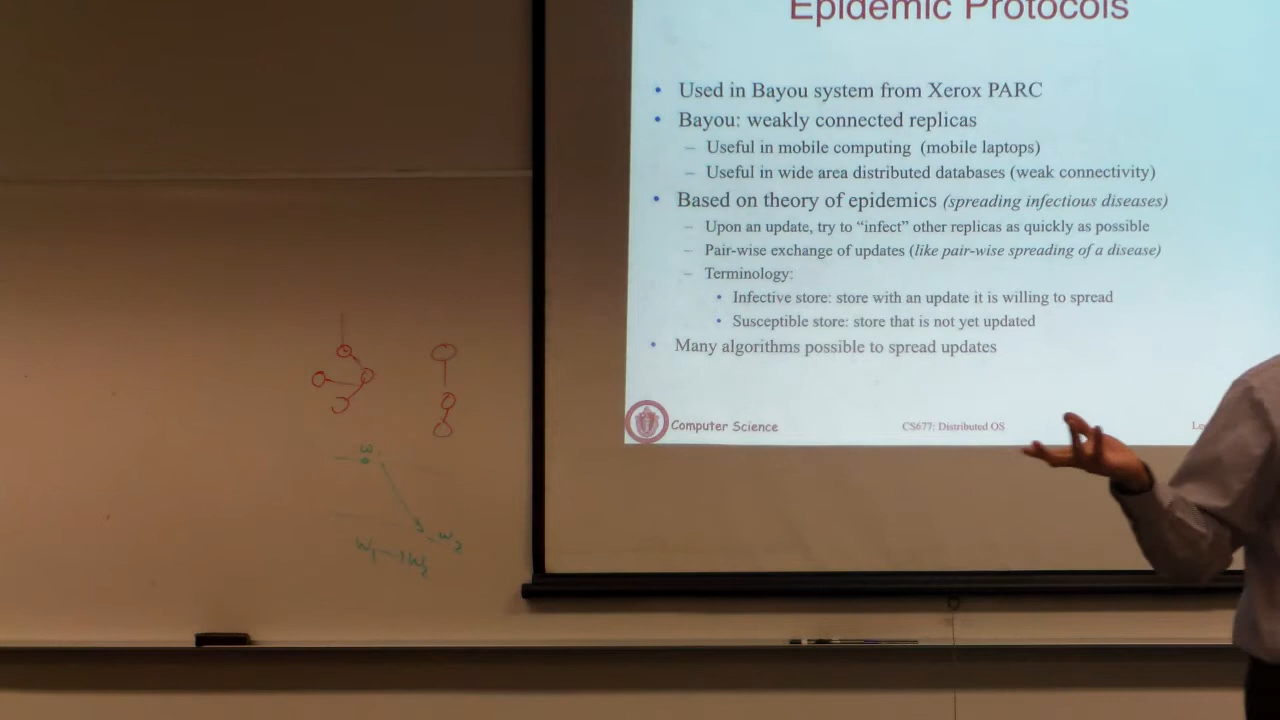 Epidemic Protocols
• Used in Bayou system from Xerox PARC
• Bayou: weakly connected replicas
– Useful in mobile computing (mobile laptops)
– Useful in wide area distributed databases (weak connectivity)
• Based on theory of epidemics (spreading infectious diseases)
– Upon an update, try to “infect” other replicas as quickly as possible
– Pair-wise exchange of updates (like pair-wise spreading of a disease)
– Terminology:
• Infective store: store with an update it is willing to spread
• Susceptible store: store that is not yet updated
• Many algorithms possible to spread updates
Computer Science
CS677: Distributed OS